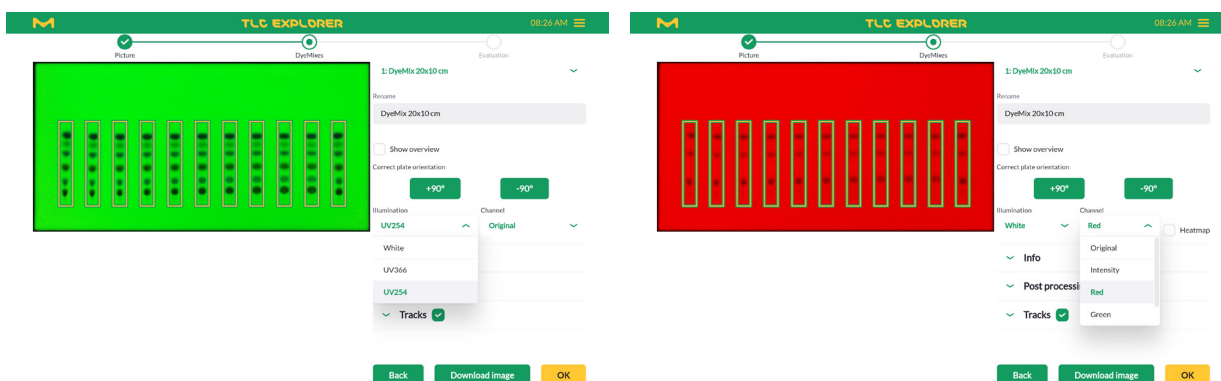 TLC EXPLORER
08:26 AM
Picture
DyeMixes
Evaluation
1: DyeMix 20x10 cm
Rename
DyeMix 20x10 cm
Show overview
Correct plate orientation
+90°
-90°
Illumination
Channel
UV254
Original
White
UV366
UV254
Tracks
Back
Download image
OK
TLC EXPLORER
08:26 AM
Picture
DyeMixes
Evaluation
1: DyeMix 20x10 cm
Rename
DyeMix 20x10 cm
Show overview
Correct plate orientation
+90°
-90°
Illumination
Channel
White
Red
Heatmap
Original
Info
Intensity
Post processi
Red
Tracks
Green
Back
Download image
OK